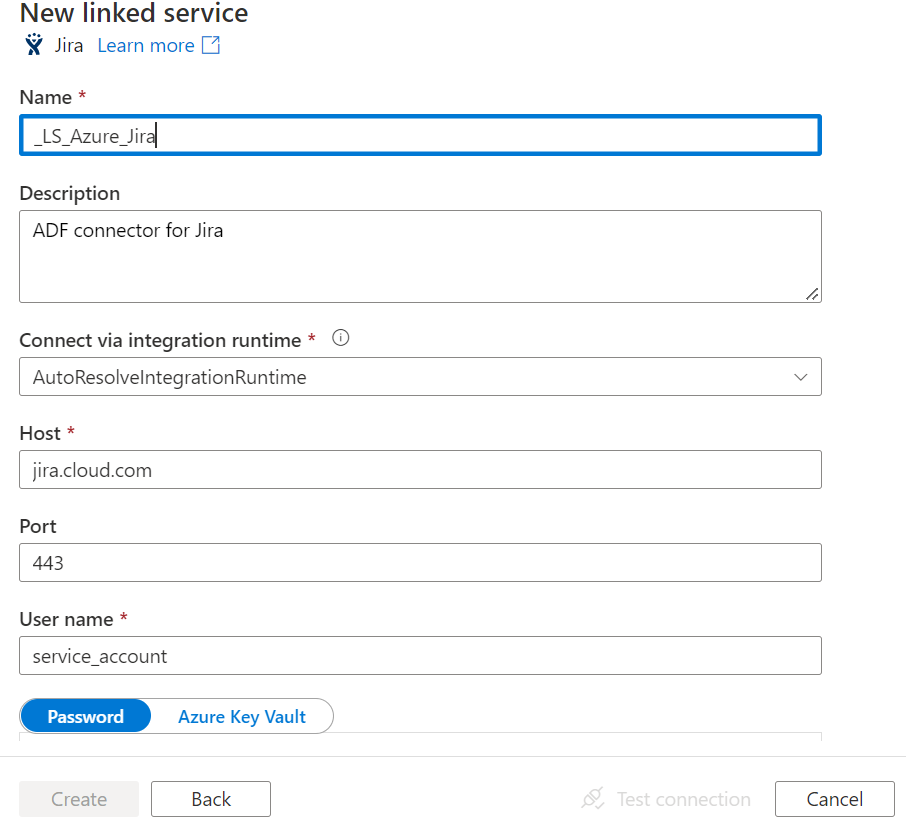 New linked service
Jira Learn more
Name *
_LS_Azure_Jira
Description
ADF connector for Jira
Connect via integration runtime *
AutoResolveIntegrationRuntime
Host *
jira.cloud.com
Port
443
User name *
service_account
Password Azure Key Vault
Create Back Test connection Cancel